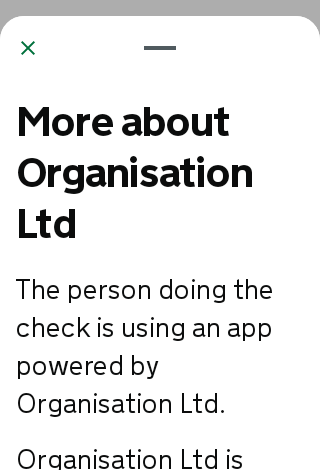 More about
Organisation
Ltd
The person doing the
check is using an app
powered by
Organisation Ltd.
Organisation Ltd is